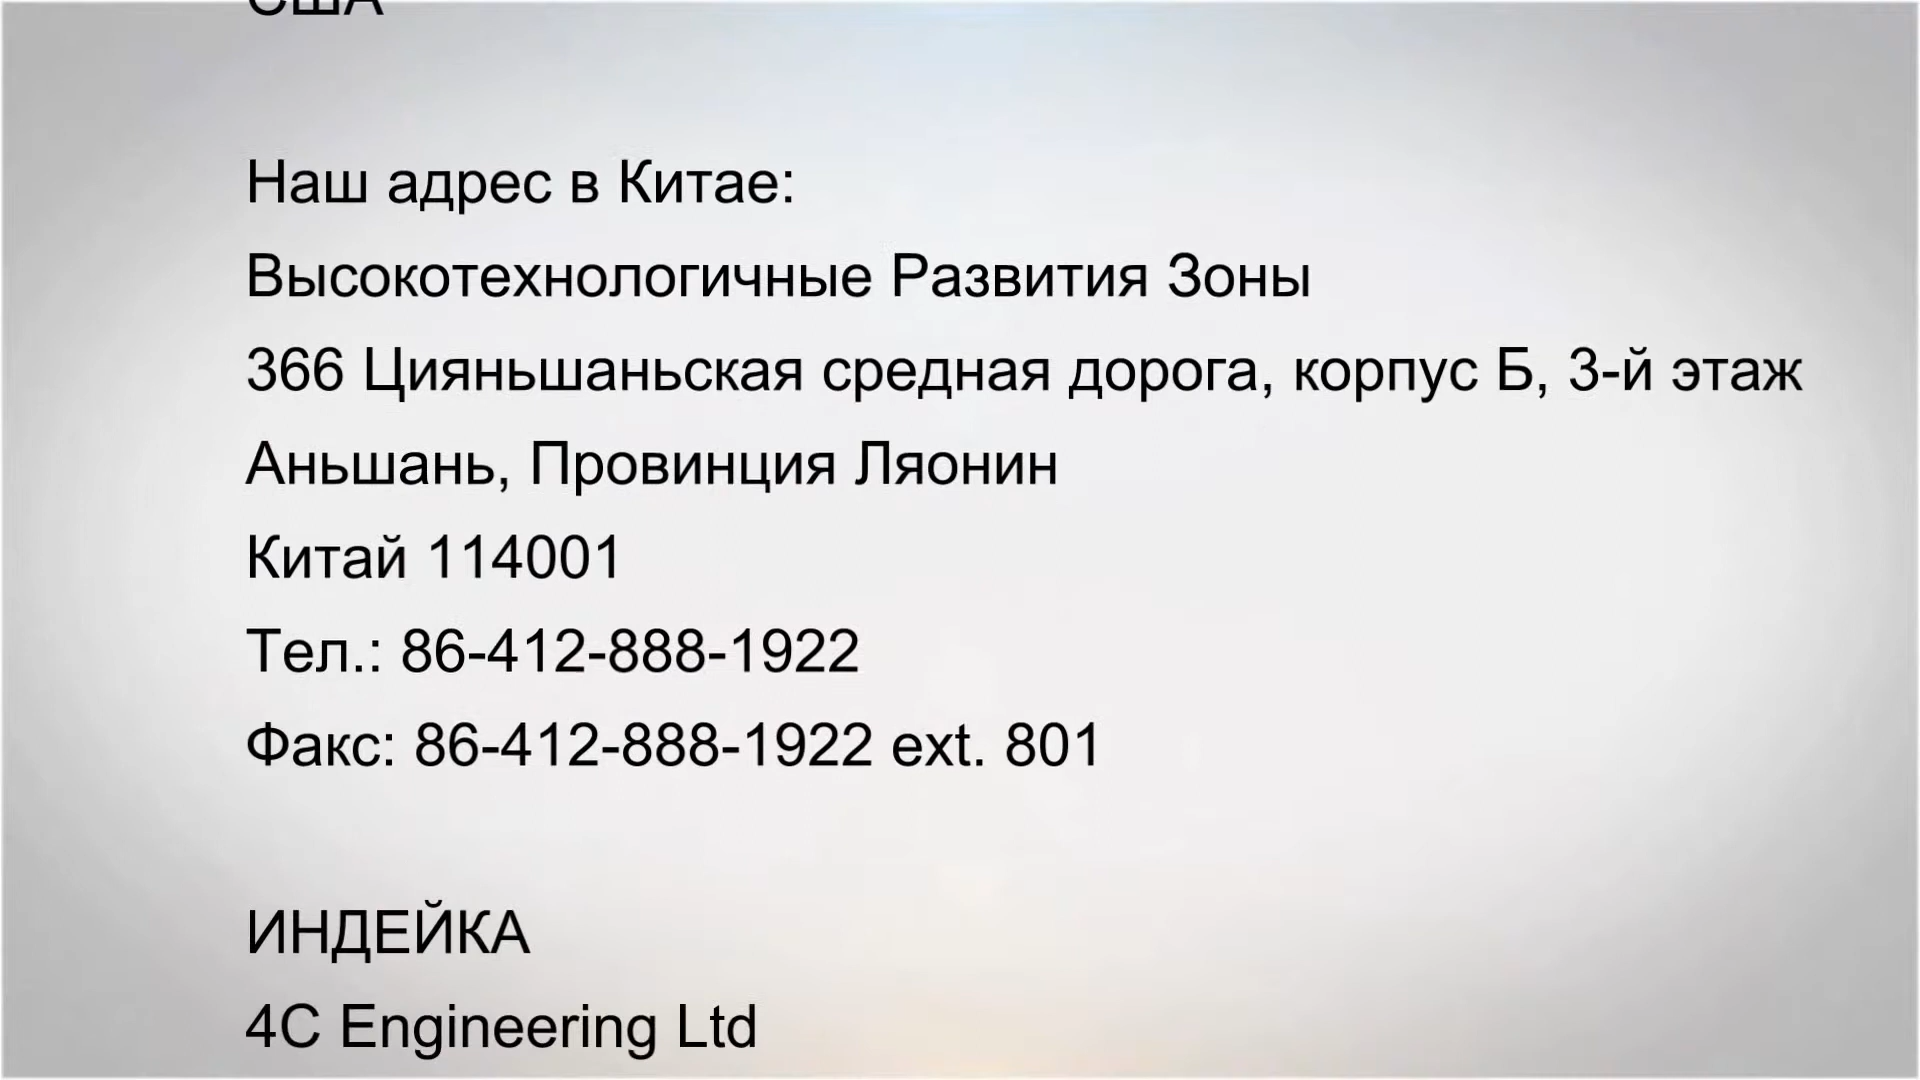 США
Наш адрес в Китае:
Высокотехнологичные Развития Зоны
366 Цияньшаньская средная дорога, корпус Б, 3-й этаж
Аньшань, Провинция Ляонин
Китай 114001
Тел.: 86-412-888-1922
Факс: 86-412-888-1922 ext. 801
ИНДЕЙКА
4C Engineering Ltd